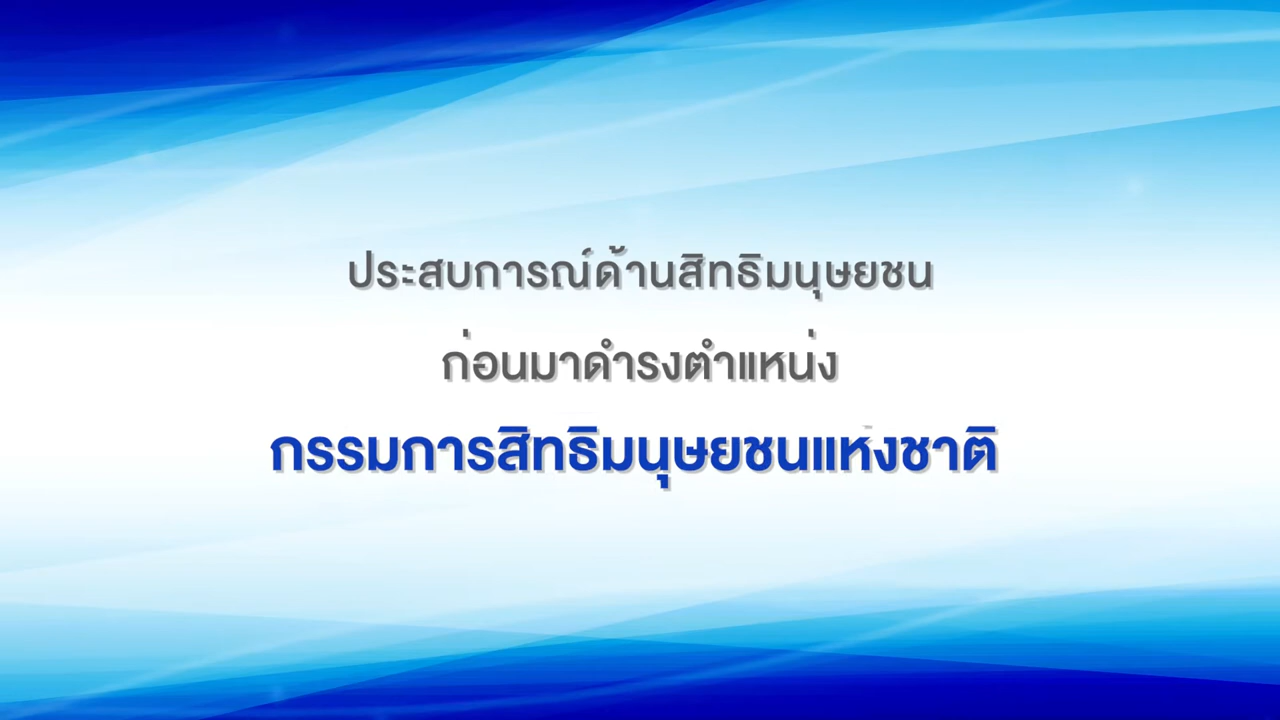 ประสบการณ์ด้านสิทธิมนุษยชน
ก่อนมาดำรงตำแหน่ง
กรรมการสิทธิมนุษยชนแห่งชาติ